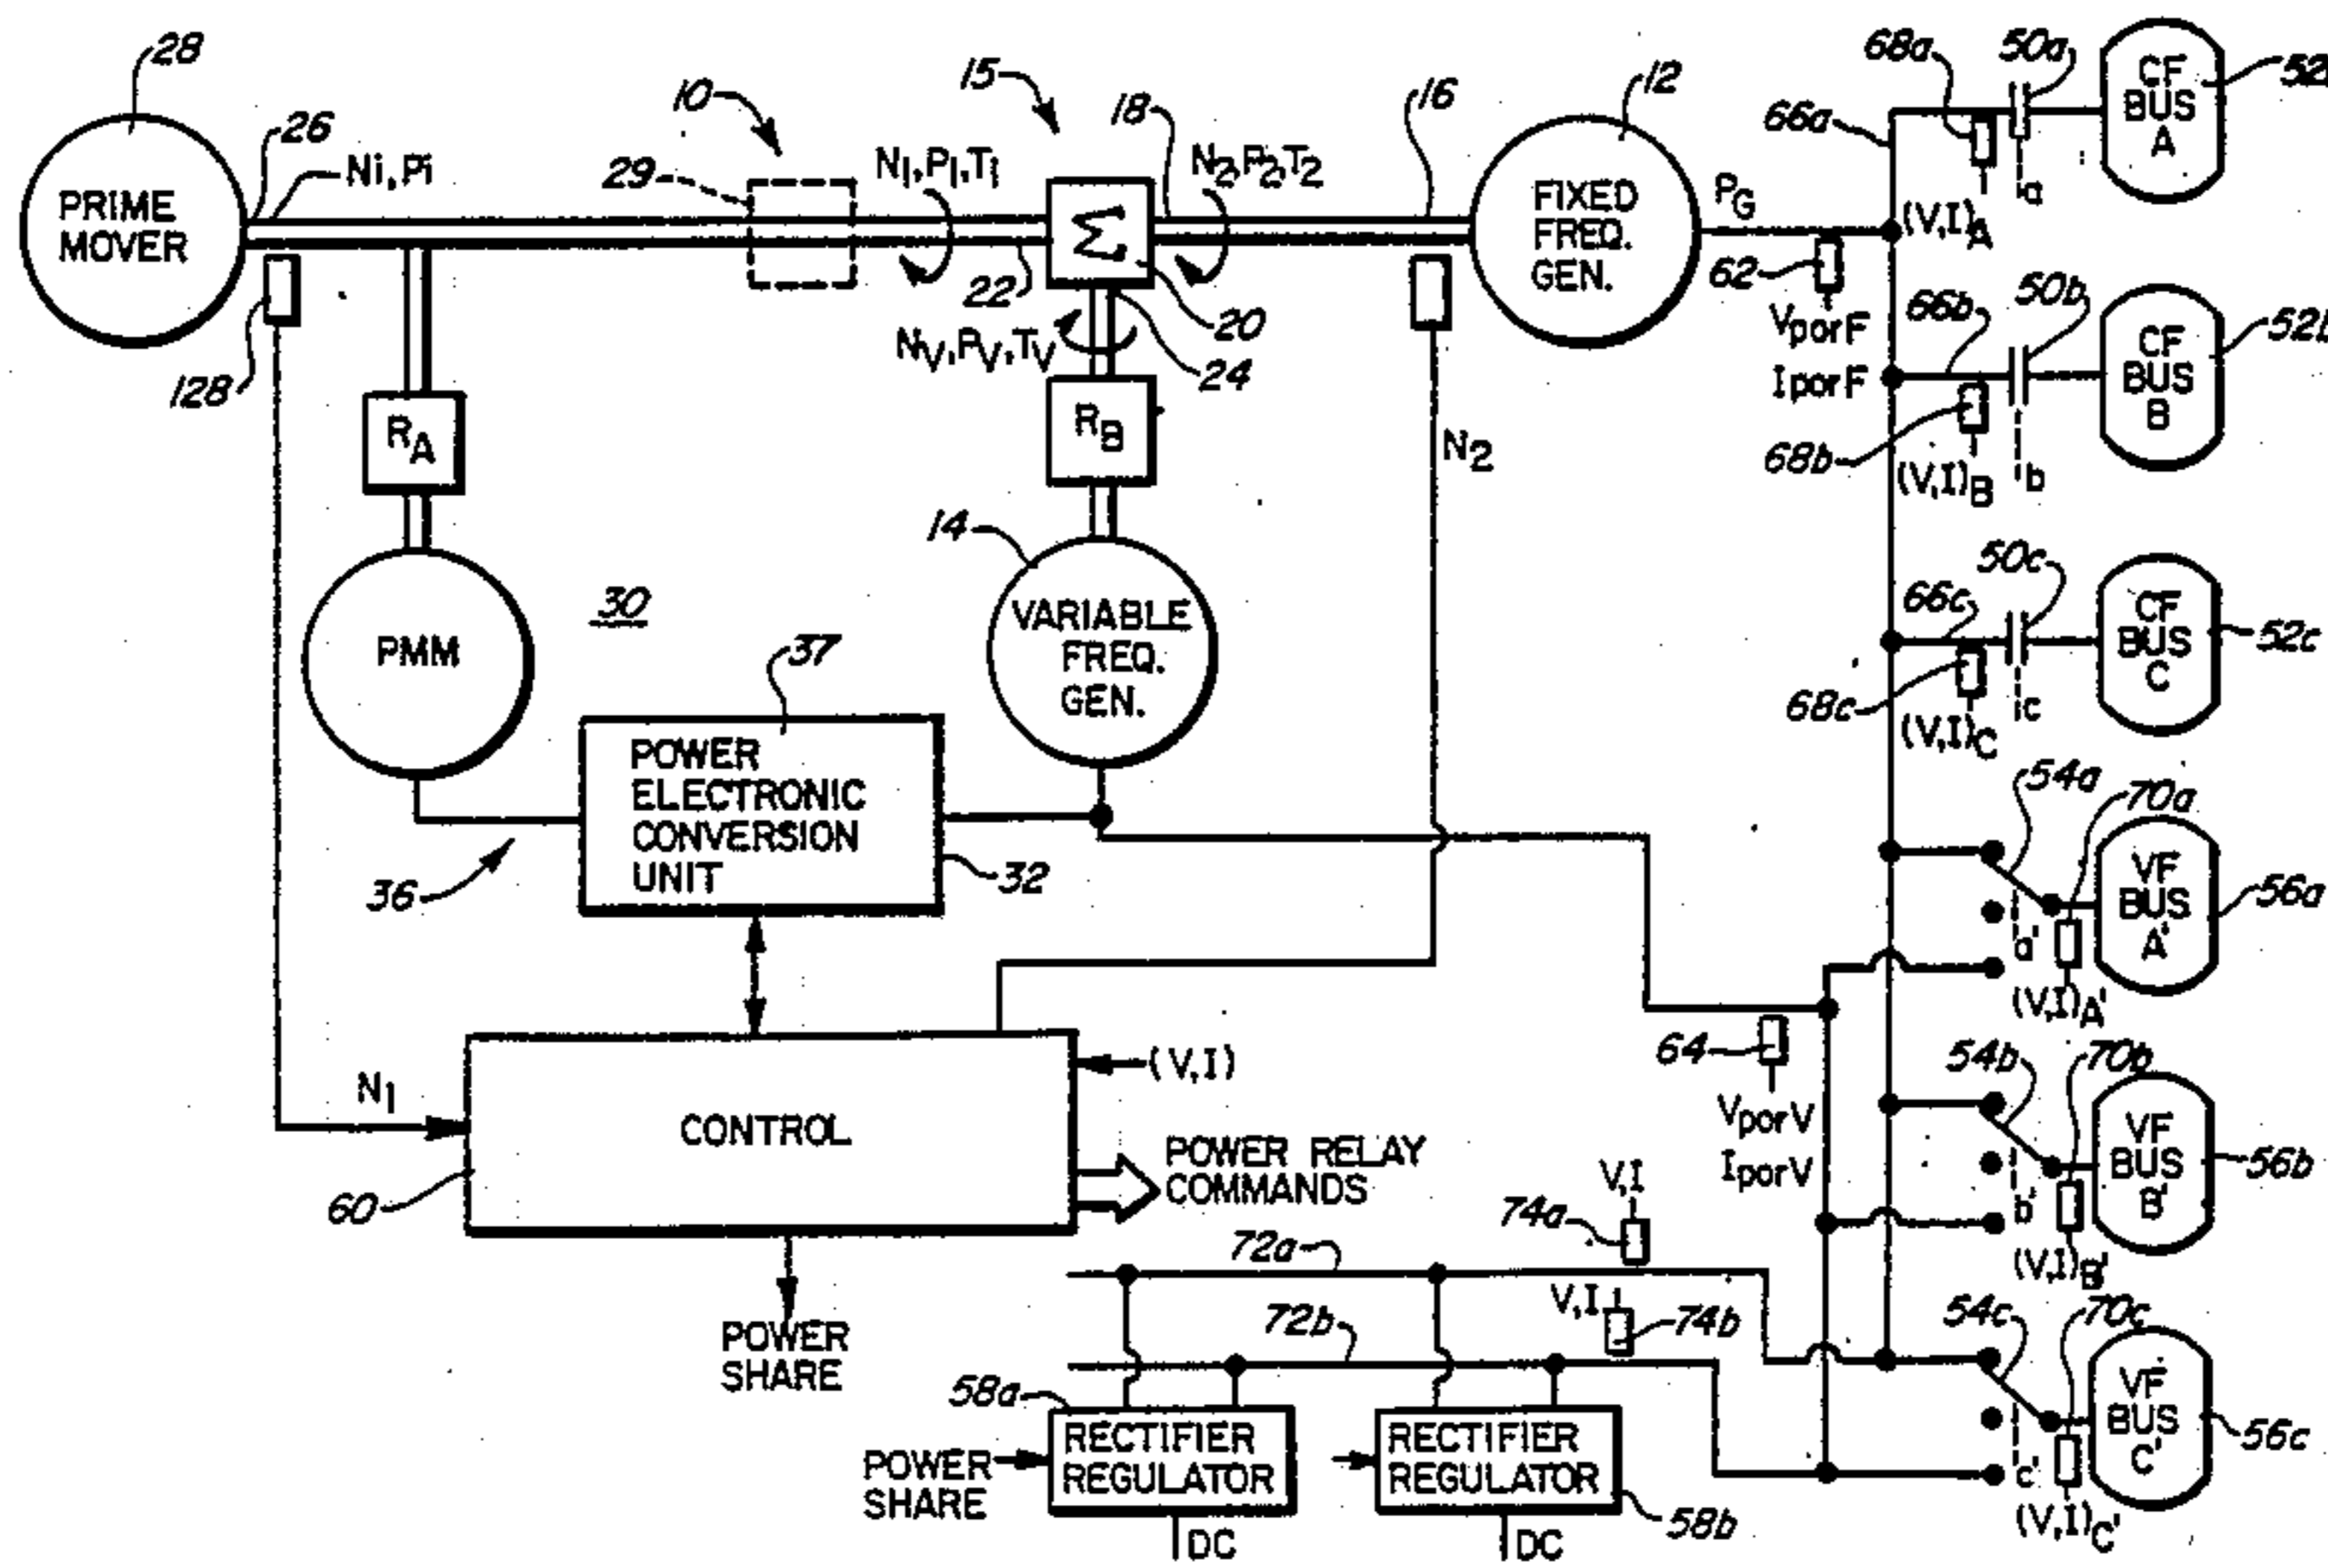 28
26
Ni, Pi
PRIME
MOVER
128
10
29
N1, P1, T1
22
15
Σ
18
N2, P2, T2
20
16
12
FIXED
FREQ.
GEN.
PG
62
VporF
IporF
NV, PV, TV
24
RA
RB
N2
PMM
30
14
VARIABLE
FREQ.
GEN.
37
POWER
ELECTRONIC
CONVERSION
UNIT
32
36
N1
60
CONTROL
(V,I)
POWER RELAY
COMMANDS
POWER
SHARE
64
VporV
IporV
66a
68a
50a
a
(V,I)A
CF
BUS
A
66b
68b
50b
b
(V,I)B
CF
BUS
B
52b
66c
68c
50c
c
(V,I)C
CF
BUS
C
52c
54a
70a
a'
(V,I)A'
VF
BUS
A'
56a
54b
70b
b'
(V,I)B'
VF
BUS
B'
56b
54c
70c
c'
(V,I)C'
VF
BUS
C'
56c
72a
74a
V,I
72b
74b
V,I
58a
RECTIFIER
REGULATOR
POWER
SHARE
DC
RECTIFIER
REGULATOR
58b
DC